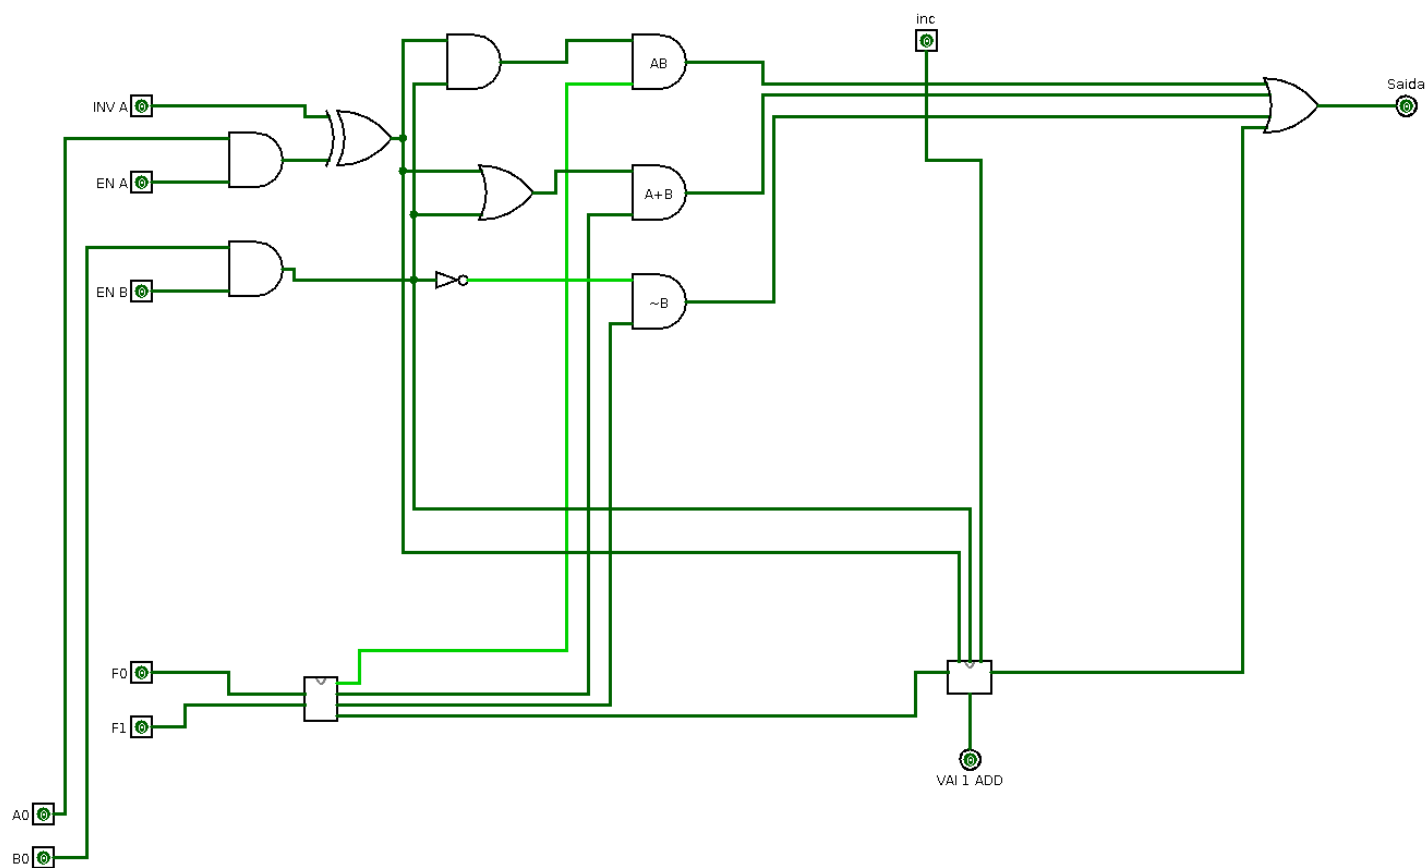 inc
AB
Saida
INV A
EN A
A+B
EN B
~B
F0
F1
VAI 1 ADD
A0
B0